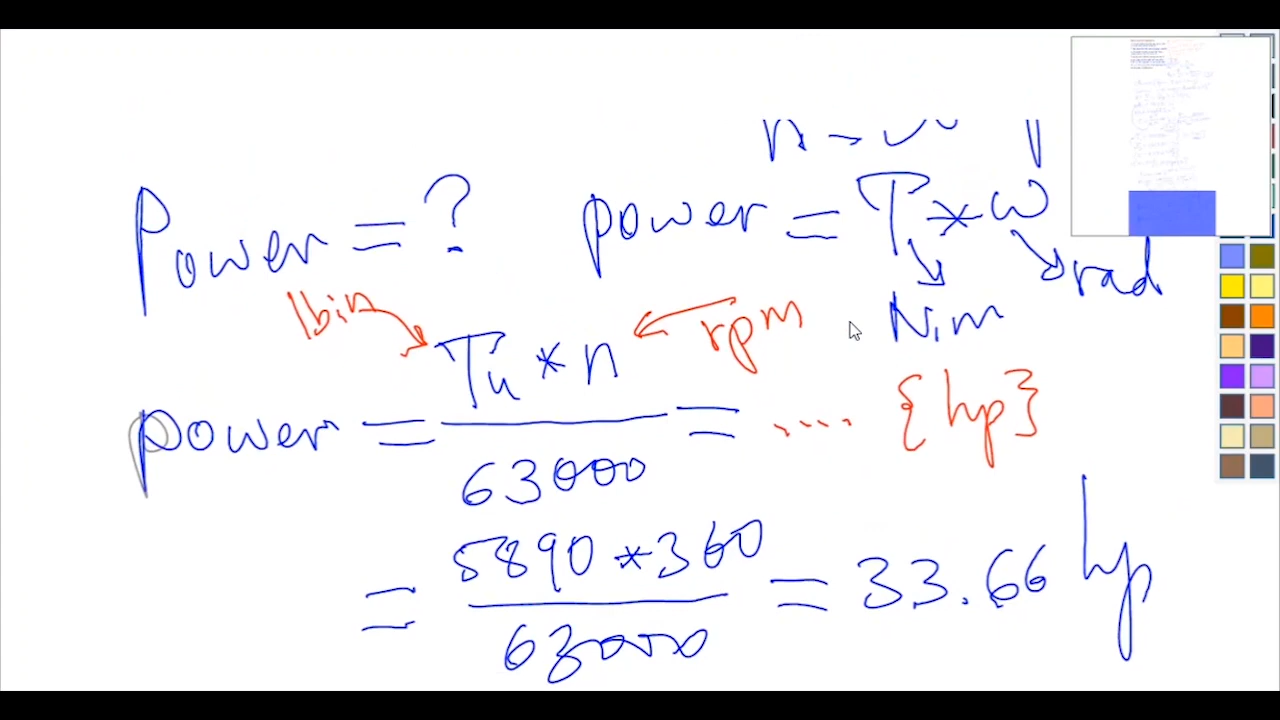 Power = ? power = T * ω
N.m rad
lbin rpm
power = Tu * n / 63000 = .... {hp}
= 5890 * 360 / 63000 = 33.66 hp